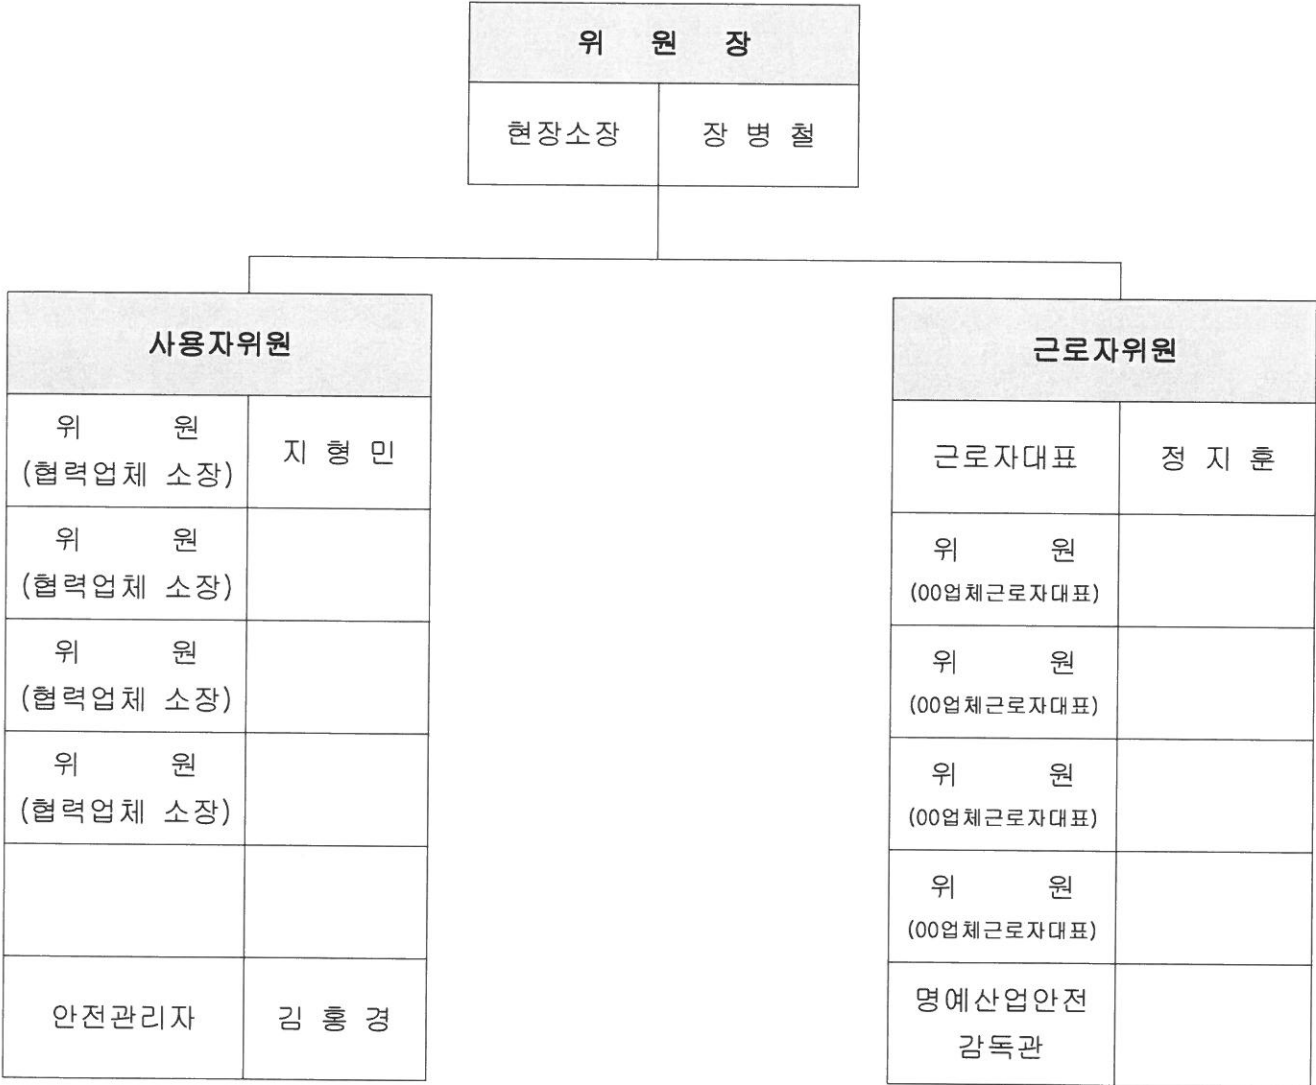 위 원 장
현장소장 장 병 철
사용자위원
위 원
(협력업체 소장)
지 형 민
위 원
(협력업체 소장)
위 원
(협력업체 소장)
위 원
(협력업체 소장)
안전관리자 김 홍 경
근로자위원
근로자대표 정 지 훈
위 원
(00업체근로자대표)
위 원
(00업체근로자대표)
위 원
(00업체근로자대표)
위 원
(00업체근로자대표)
명예산업안전
감독관